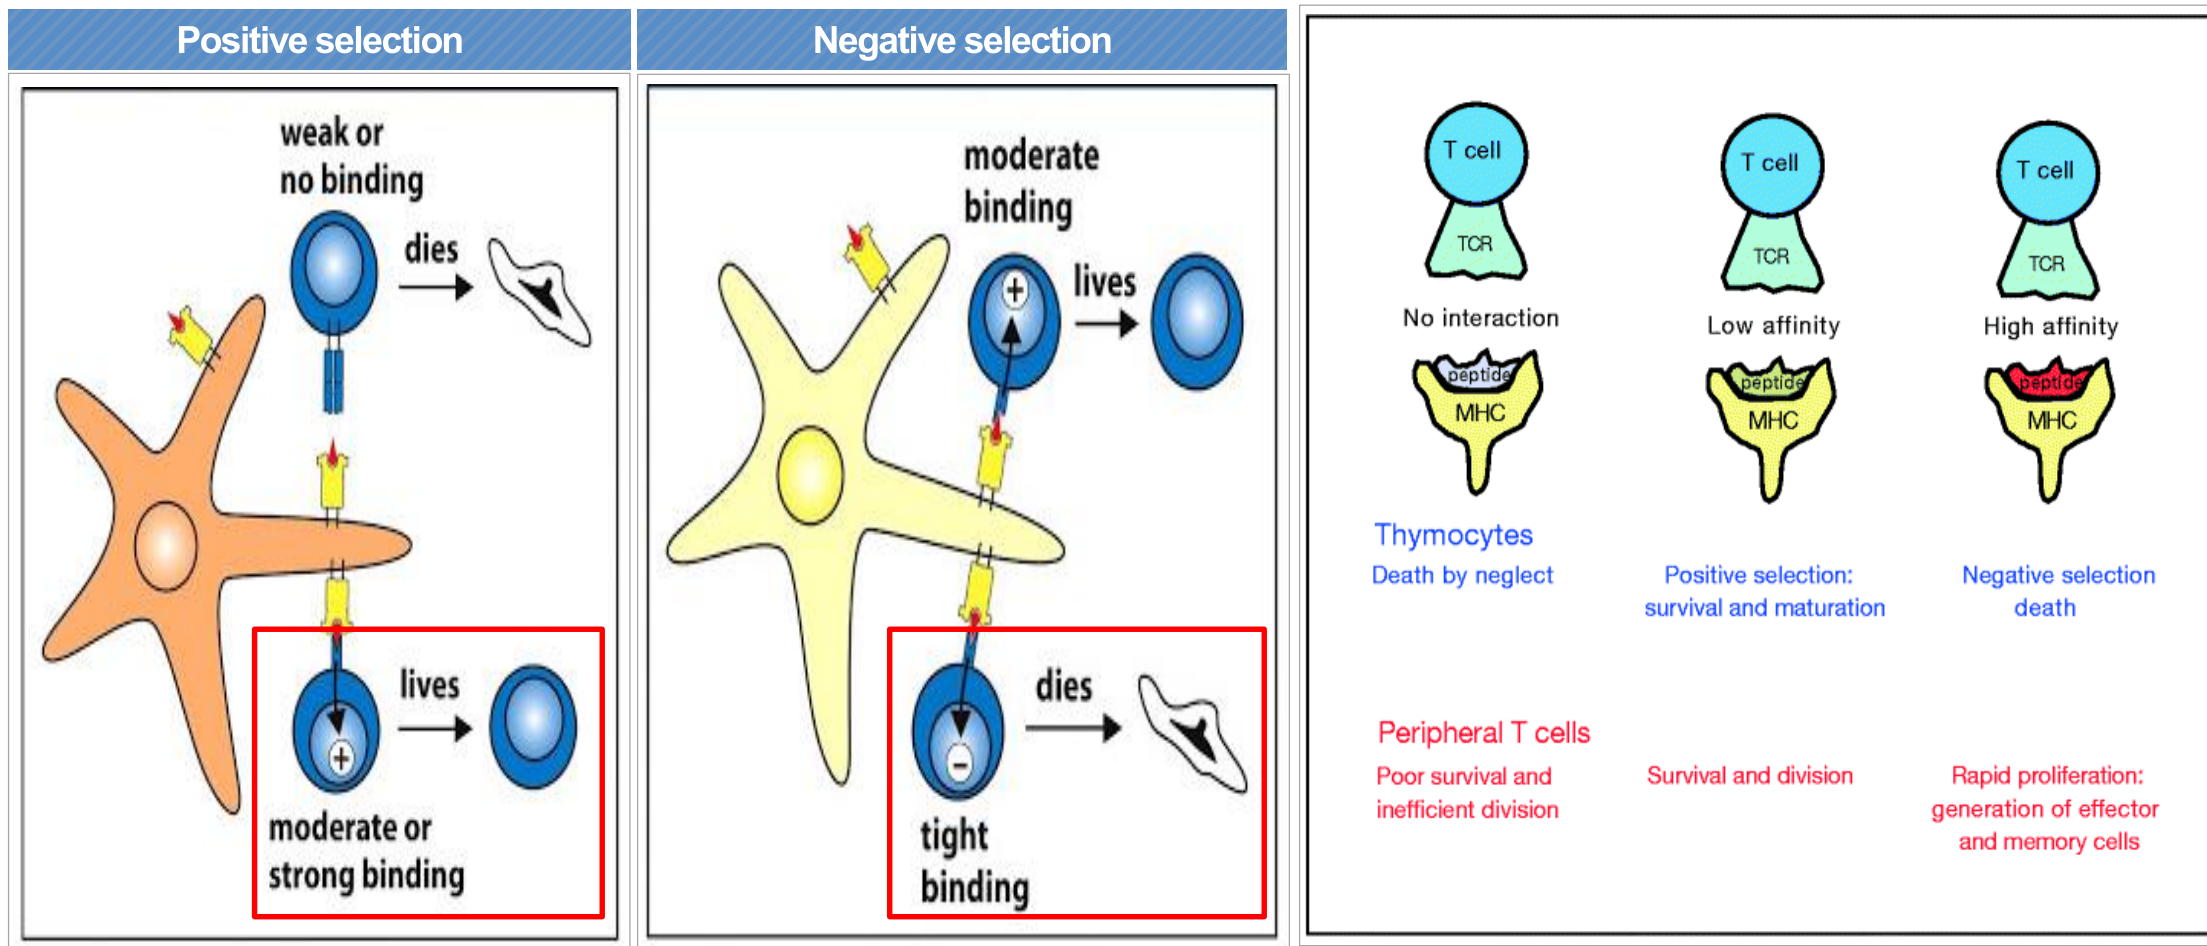 Positive selection
weak or
no binding
dies
lives
moderate or
strong binding
Negative selection
moderate
binding
+
lives
dies
−
tight
binding
+
T cell
TCR
No interaction
peptide
MHC
T cell
TCR
Low affinity
peptide
MHC
T cell
TCR
High affinity
peptide
MHC
Thymocytes
Death by neglect
Positive selection:
survival and maturation
Negative selection
death
Peripheral T cells
Poor survival and
inefficient division
Survival and division
Rapid proliferation:
generation of effector
and memory cells